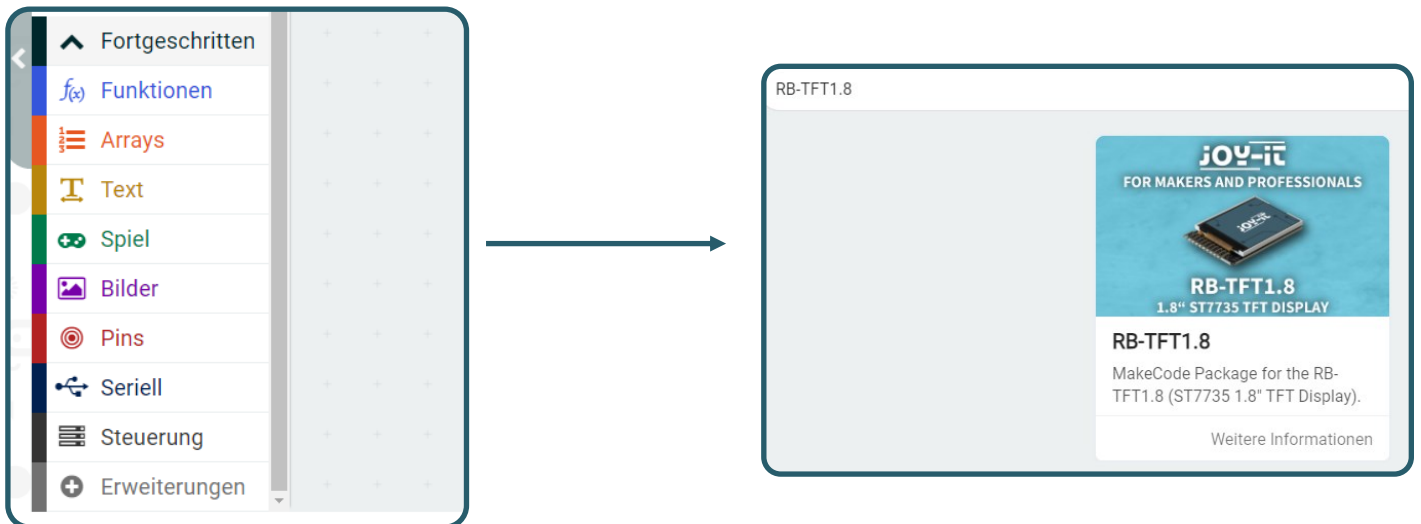 Fortgeschritten
f(x) Funktionen
Arrays
Text
Spiel
Bilder
Pins
Seriell
Steuerung
Erweiterungen
RB-TFT1.8
JOY-iT
FOR MAKERS AND PROFESSIONALS
JOY-iT
RB-TFT1.8
1.8“ ST7735 TFT DISPLAY
RB-TFT1.8
MakeCode Package for the RB-
TFT1.8 (ST7735 1.8" TFT Display).
Weitere Informationen